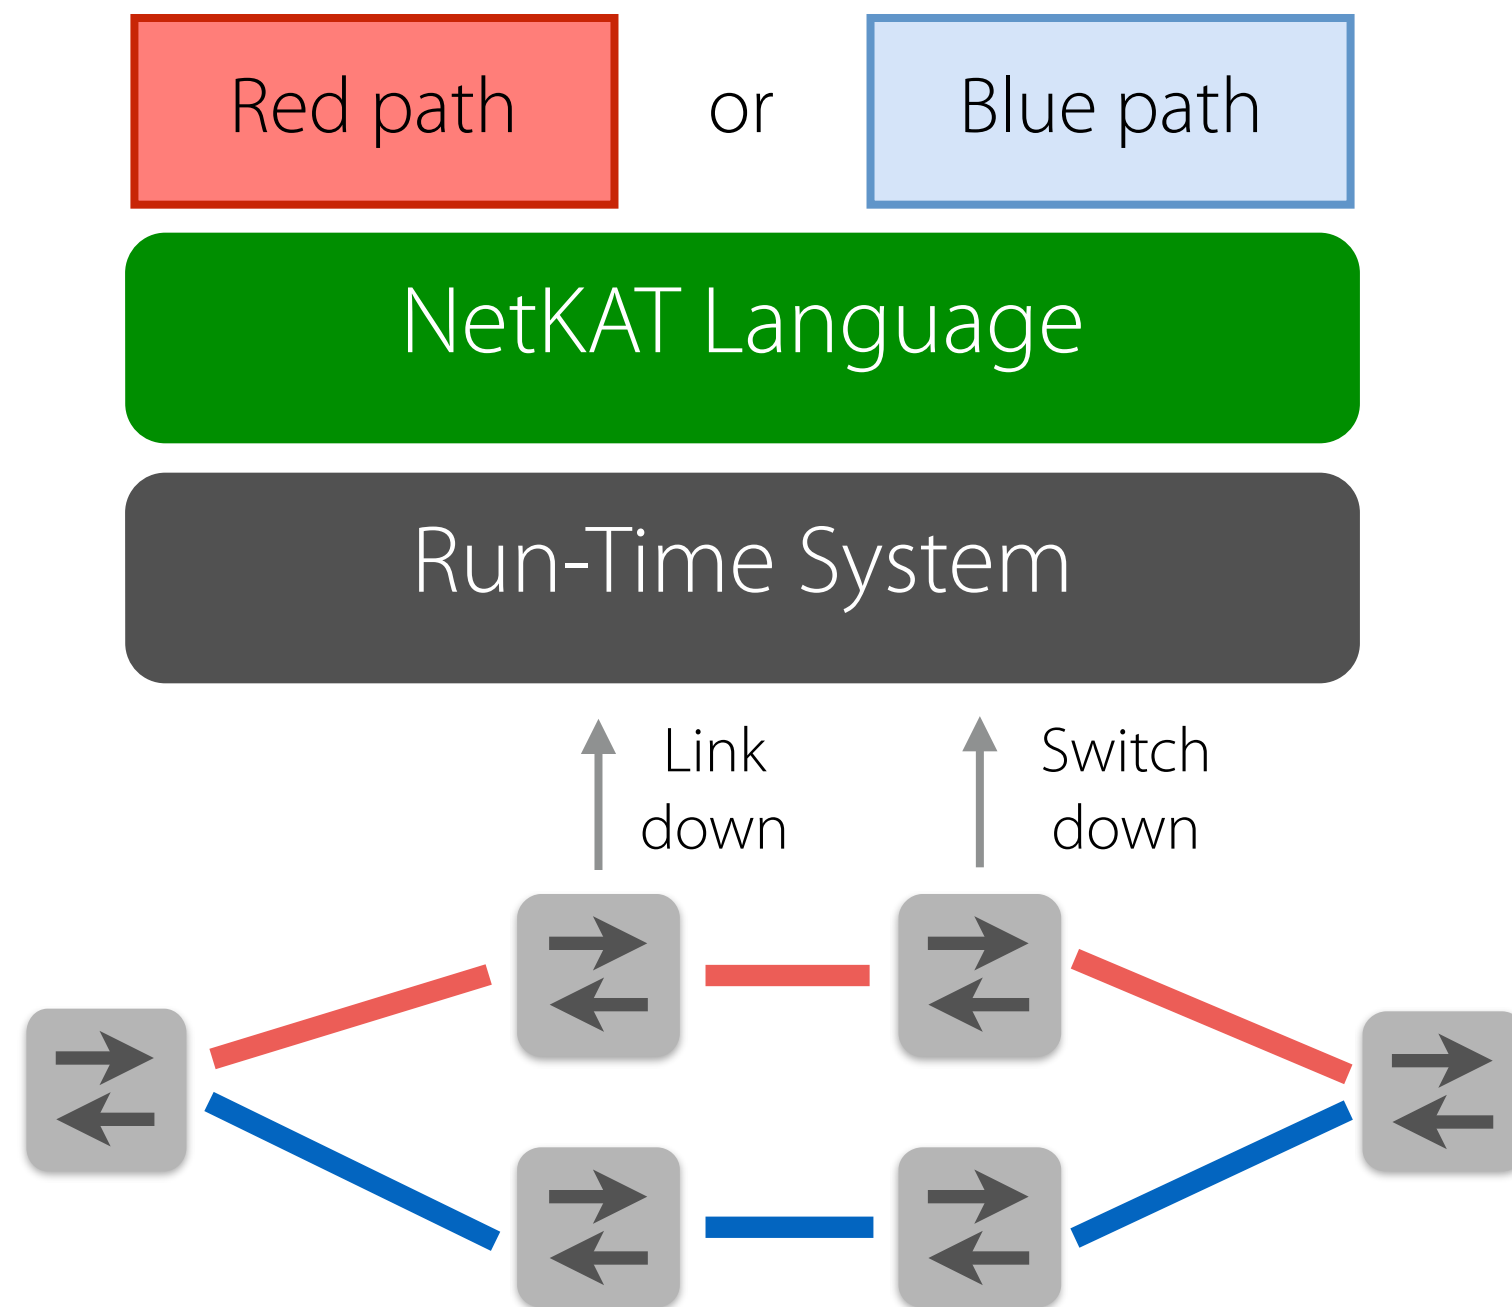 Red path or Blue path
NetKAT Language
Run-Time System
Link
down
Switch
down